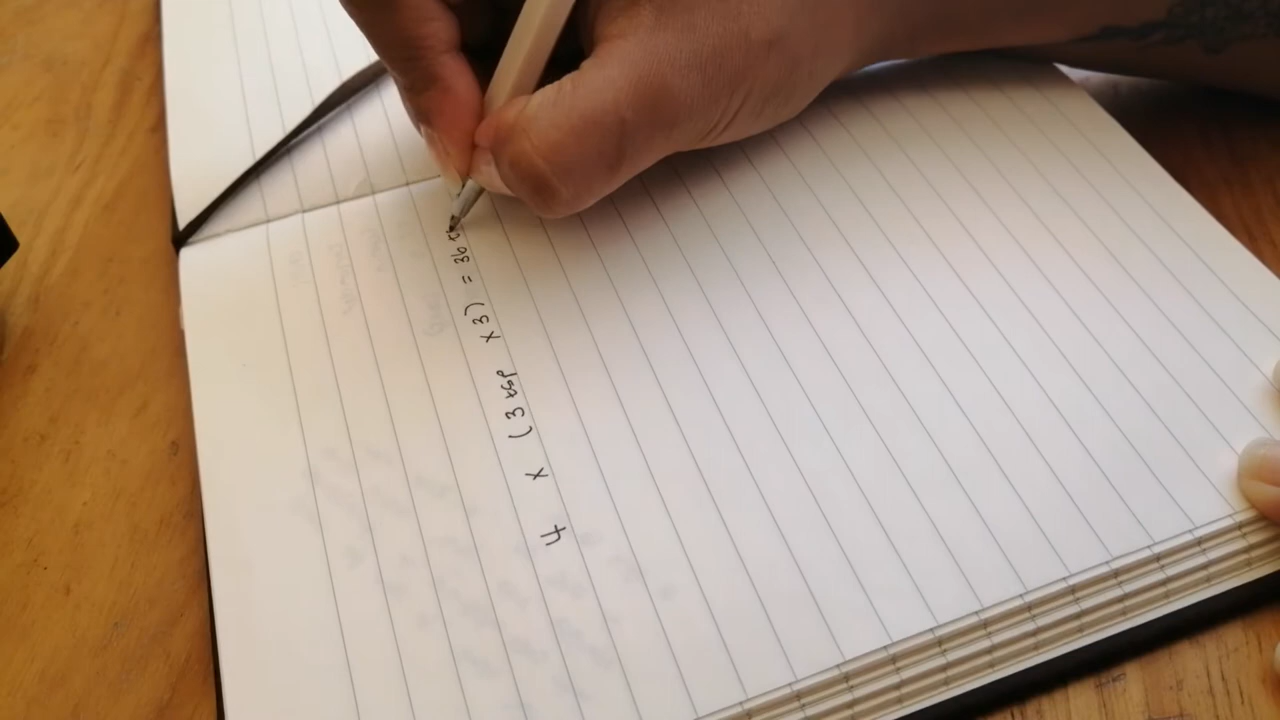 4 x (3 tsp x 3) = 36 t